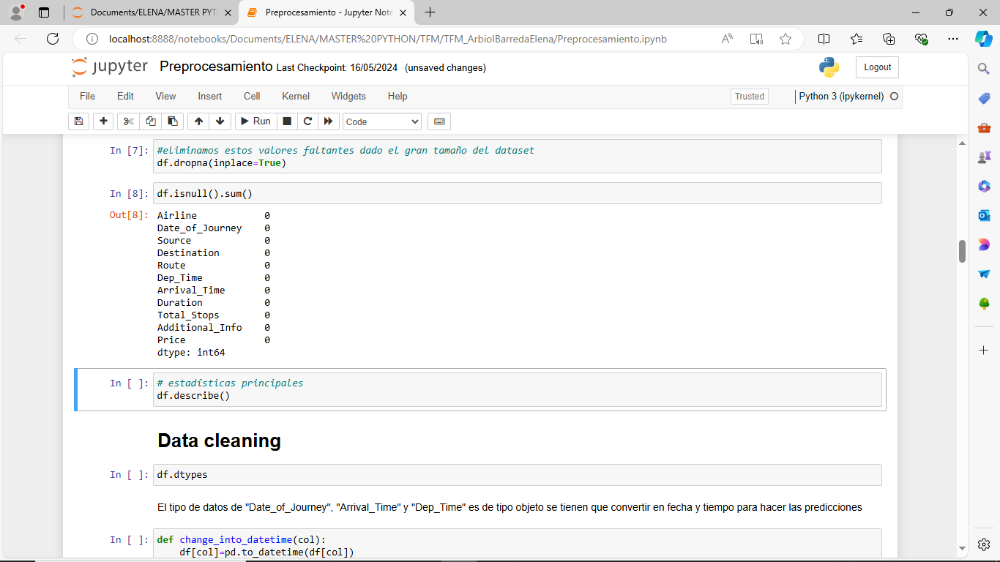 Documents/ELENA/MASTER PYT
Preprocesamiento - Jupyter Note
localhost:8888/notebooks/Documents/ELENA/MASTER%20PYTHON/TFM/TFM_ArbiolBarredaElena/Preprocesamiento.ipynb
jupyter Preprocesamiento Last Checkpoint: 16/05/2024 (unsaved changes)
Logout
File Edit View Insert Cell Kernel Widgets Help
Trusted
Python 3 (ipykernel)
Run
Code
In [7]: #eliminamos estos valores faltantes dado el gran tamaño del dataset
df.dropna(inplace=True)
In [8]: df.isnull().sum()
Out[8]: Airline 0
Date_of_Journey 0
Source 0
Destination 0
Route 0
Dep_Time 0
Arrival_Time 0
Duration 0
Total_Stops 0
Additional_Info 0
Price 0
dtype: int64
In [ ]: # estadísticas principales
df.describe()
Data cleaning
In [ ]: df.dtypes
El tipo de datos de "Date_of_Journey", "Arrival_Time" y "Dep_Time" es de tipo objeto se tienen que convertir en fecha y tiempo para hacer las predicciones
In [ ]: def change_into_datetime(col):
df[col]=pd.to_datetime(df[col])